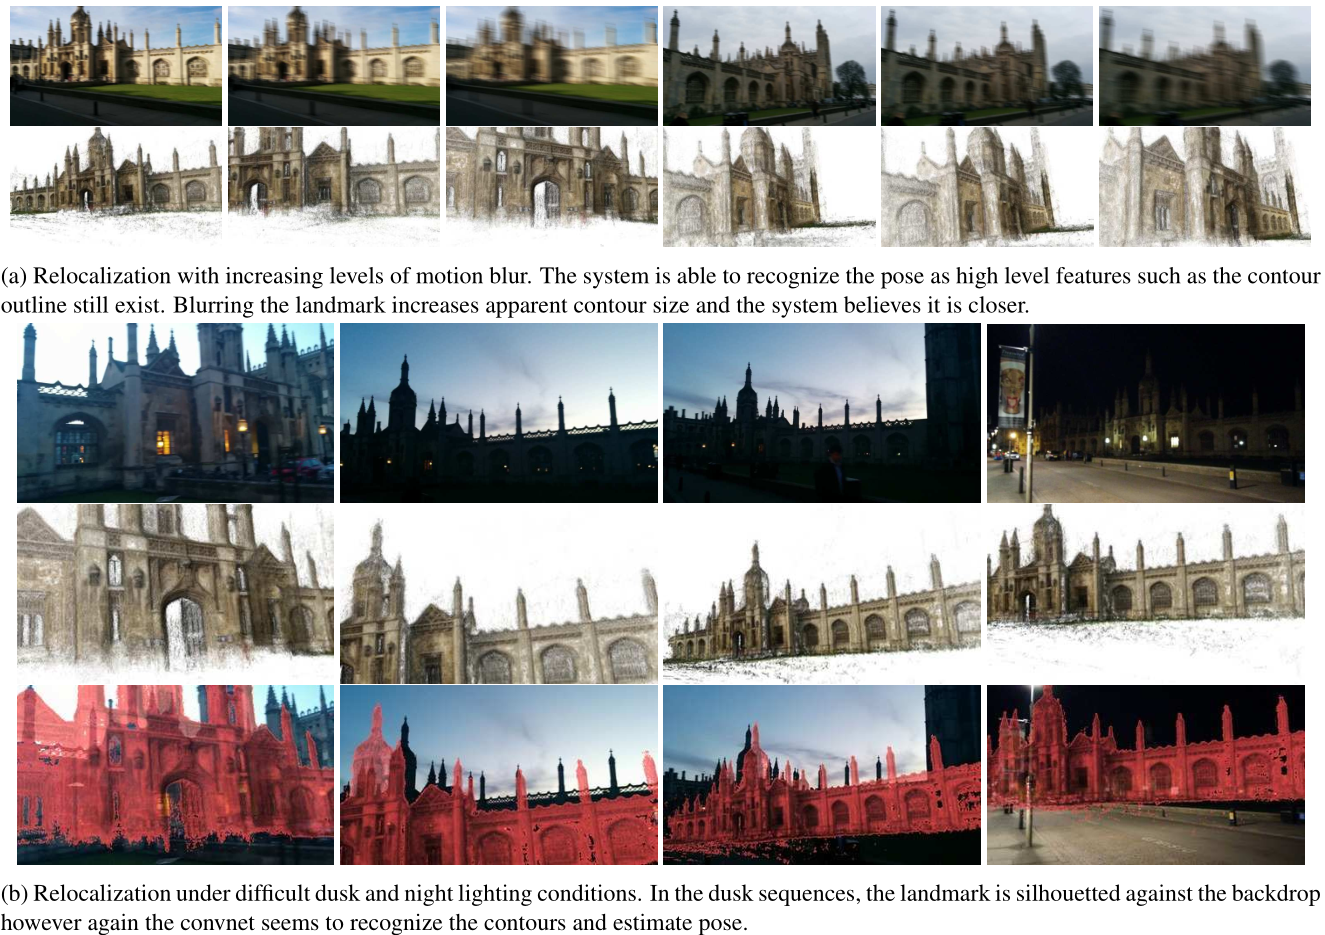 (a) Relocalization with increasing levels of motion blur. The system is able to recognize the pose as high level features such as the contour
outline still exist. Blurring the landmark increases apparent contour size and the system believes it is closer.
(b) Relocalization under difficult dusk and night lighting conditions. In the dusk sequences, the landmark is silhouetted against the backdrop
however again the convnet seems to recognize the contours and estimate pose.